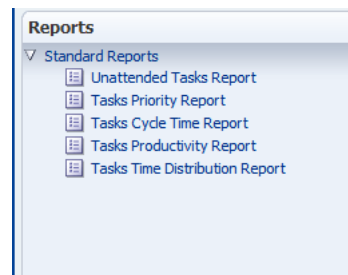 Reports
Standard Reports
Unattended Tasks Report
Tasks Priority Report
Tasks Cycle Time Report
Tasks Productivity Report
Tasks Time Distribution Report